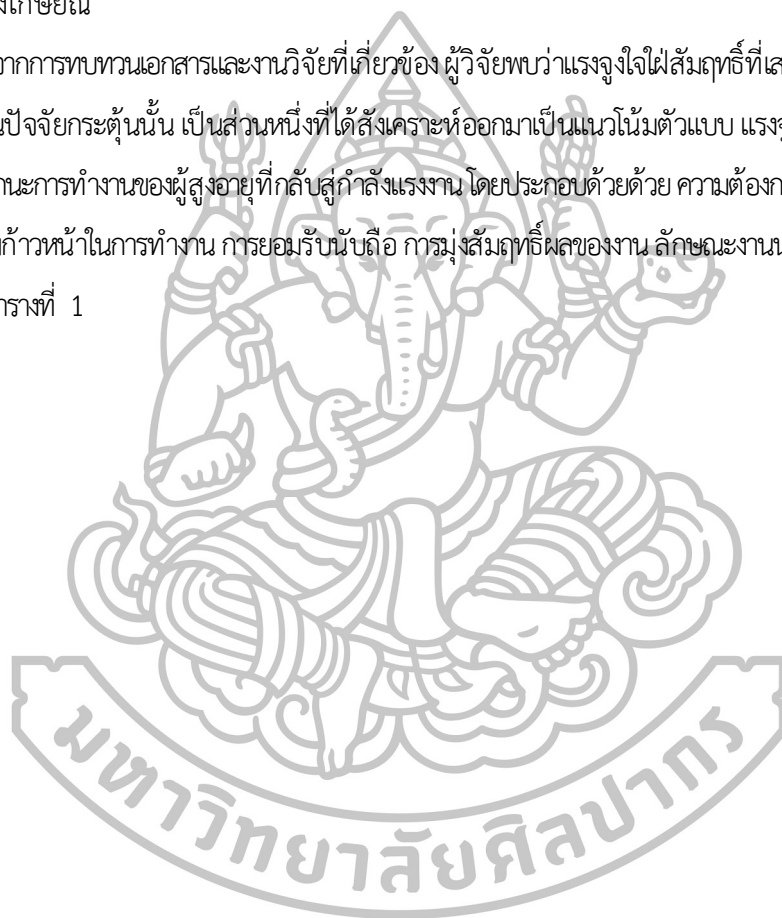 จากการทบทวนเอกสารและงานวิจัยที่เกี่ยวข้อง ผู้วิจัยพบว่าแรงจูงใจใฝ่สัมฤทธิ์ที่เส
นปัจจัยกระตุ้นนั้น เป็นส่วนหนึ่งที่ได้สังเคราะห์ออกมาเป็นแนวโน้มตัวแบบ แรงจู
นะการทำงานของผู้สูงอายุที่กลับสู่กำลังแรงงาน โดยประกอบด้วยด้วย ความต้องก
ก้าวหน้าในการทำงาน การยอมรับนับถือ การมุ่งสัมฤทธิ์ผลของงาน ลักษณะงาน
ารางที่ 1
มหาวิทยาลัยศิลปากร